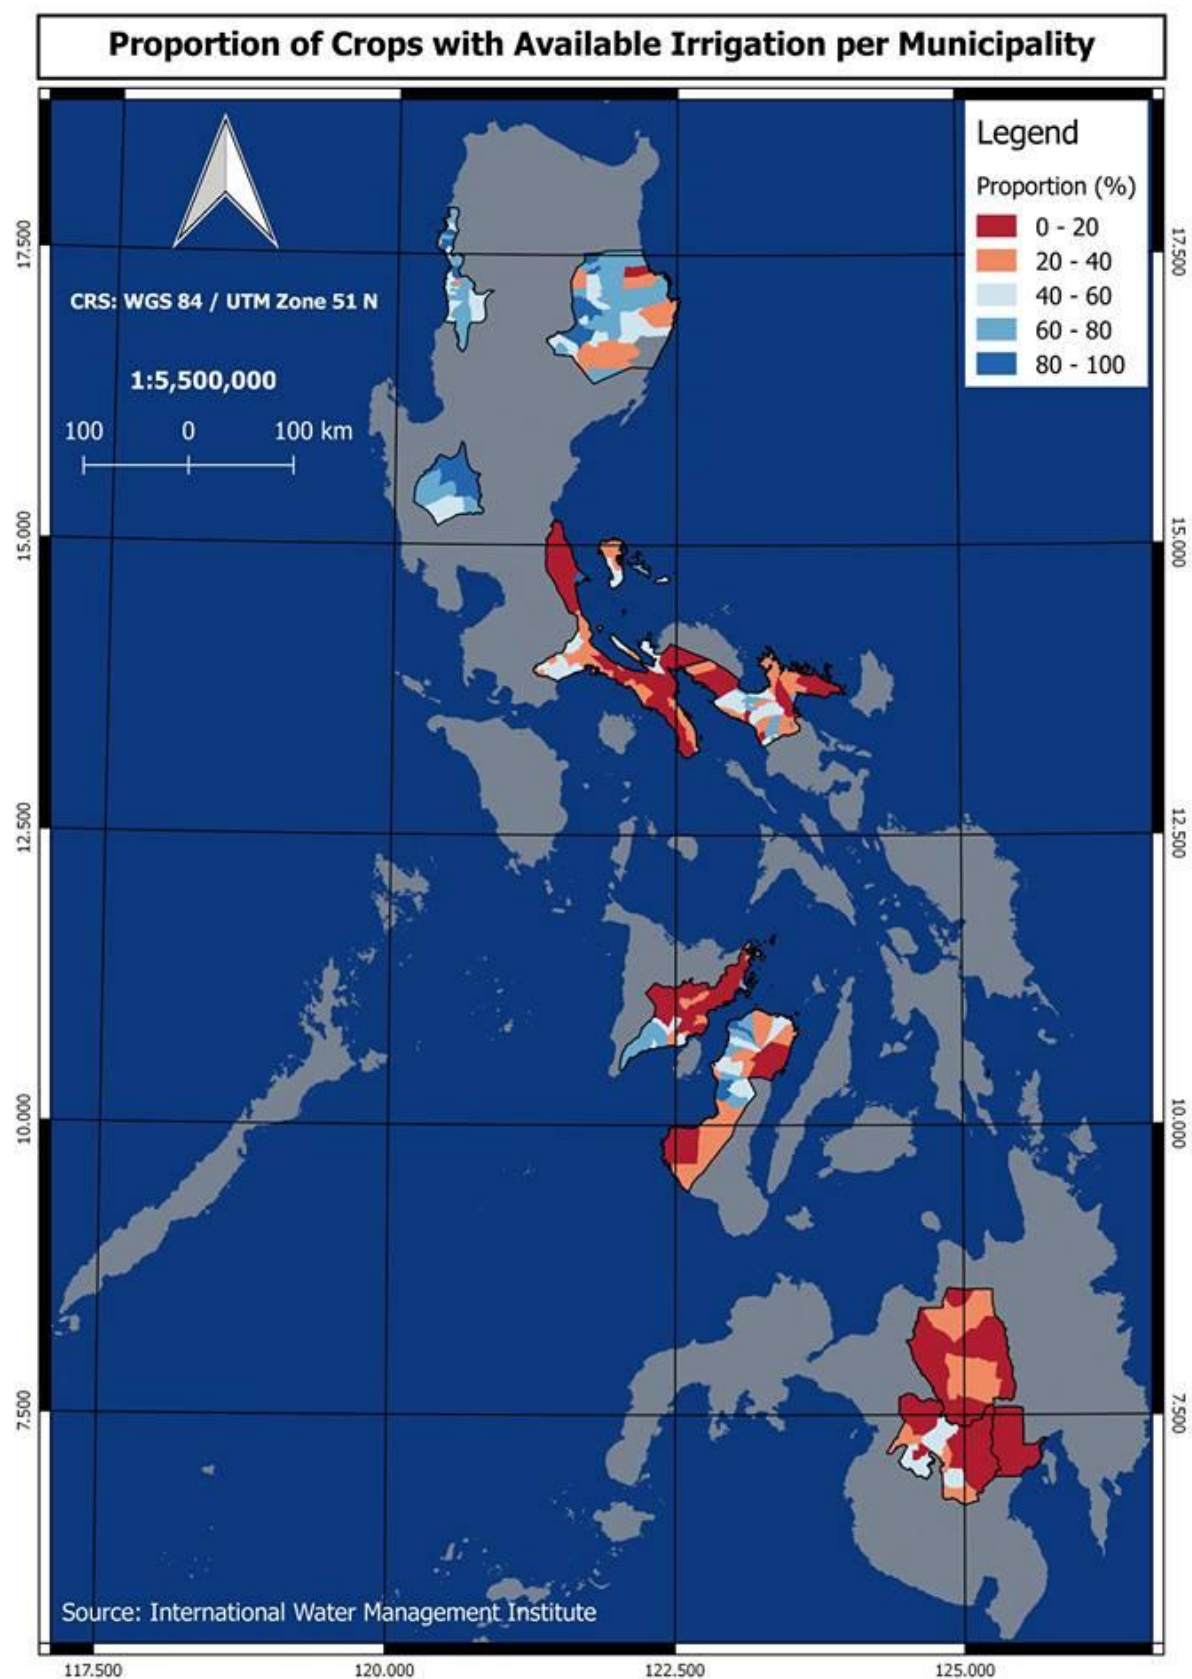 Proportion of Crops with Available Irrigation per Municipality
Legend
Proportion (%)
0 - 20
20 - 40
40 - 60
60 - 80
80 - 100
CRS: WGS 84 / UTM Zone 51 N
1:5,500,000
100 0 100 km
17.500 17.500
15.000 15.000
12.500 12.500
10.000 10.000
7.500 7.500
Source: International Water Management Institute
117.500 120.000 122.500 125.000